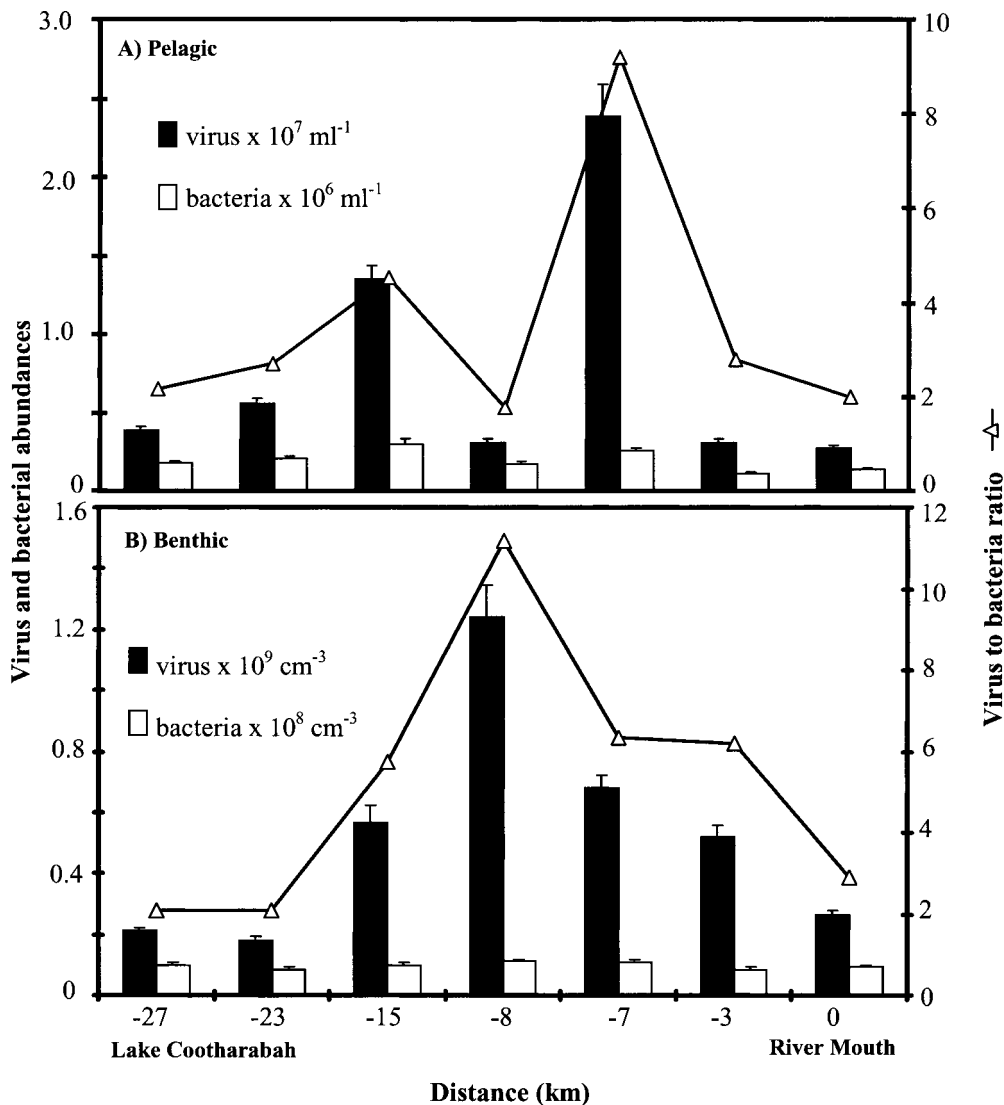 A) Pelagic
virus x 10⁷ ml⁻¹
bacteria x 10⁶ ml⁻¹
3.0
2.0
1.0
0
10
8
6
4
2
0
B) Benthic
virus x 10⁹ cm⁻³
bacteria x 10⁸ cm⁻³
1.6
1.2
0.8
0.4
0
12
10
8
6
4
2
0
Virus and bacterial abundances
Virus to bacteria ratio
-27 -23 -15 -8 -7 -3 0
Lake Cootharabah River Mouth
Distance (km)